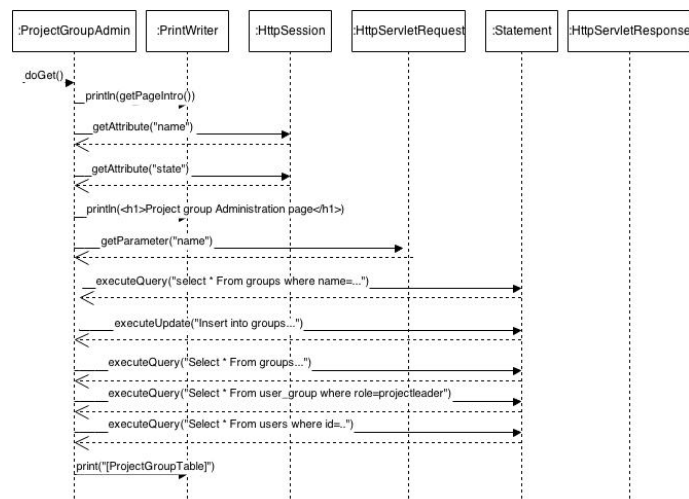 :ProjectGroupAdmin :PrintWriter :HttpSession :HttpServletRequest :Statement :HttpServletResponse
doGet()
println(getPageIntro())
getAttribute("name")
getAttribute("state")
println(<h1>Project group Administration page</h1>)
getParameter("name")
executeQuery("select * From groups where name=...")
executeUpdate("Insert into groups...")
executeQuery("Select * From groups...")
executeQuery("Select * From user_group where role=projectleader")
executeQuery("Select * From users where id=..")
print("[ProjectGroupTable]")